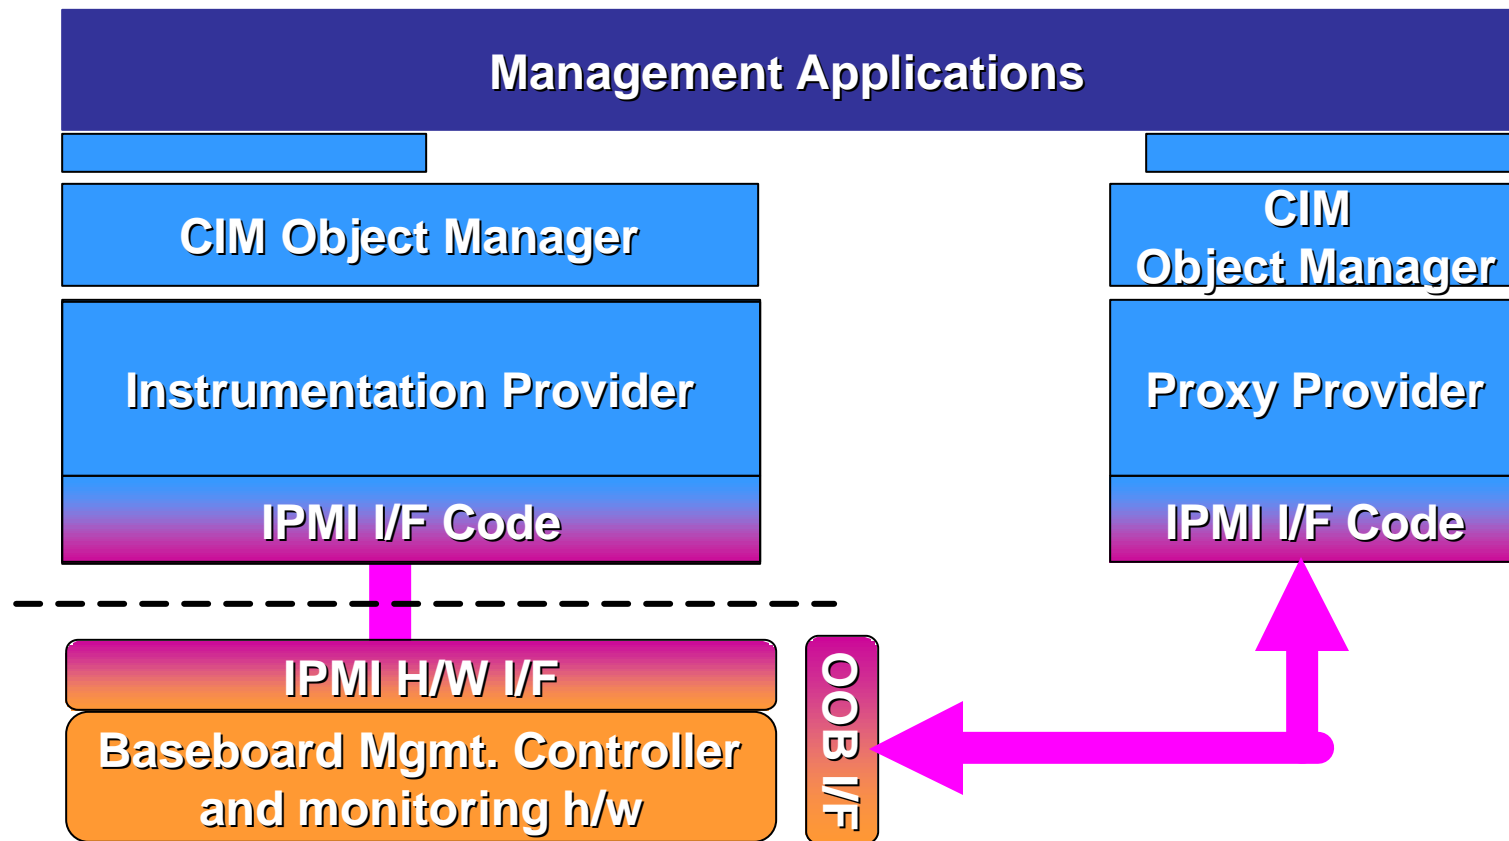 Management Applications
CIM Object Manager
Instrumentation Provider
IPMI I/F Code
IPMI H/W I/F
Baseboard Mgmt. Controller
and monitoring h/w
OOB I/F
CIM
Object Manager
Proxy Provider
IPMI I/F Code